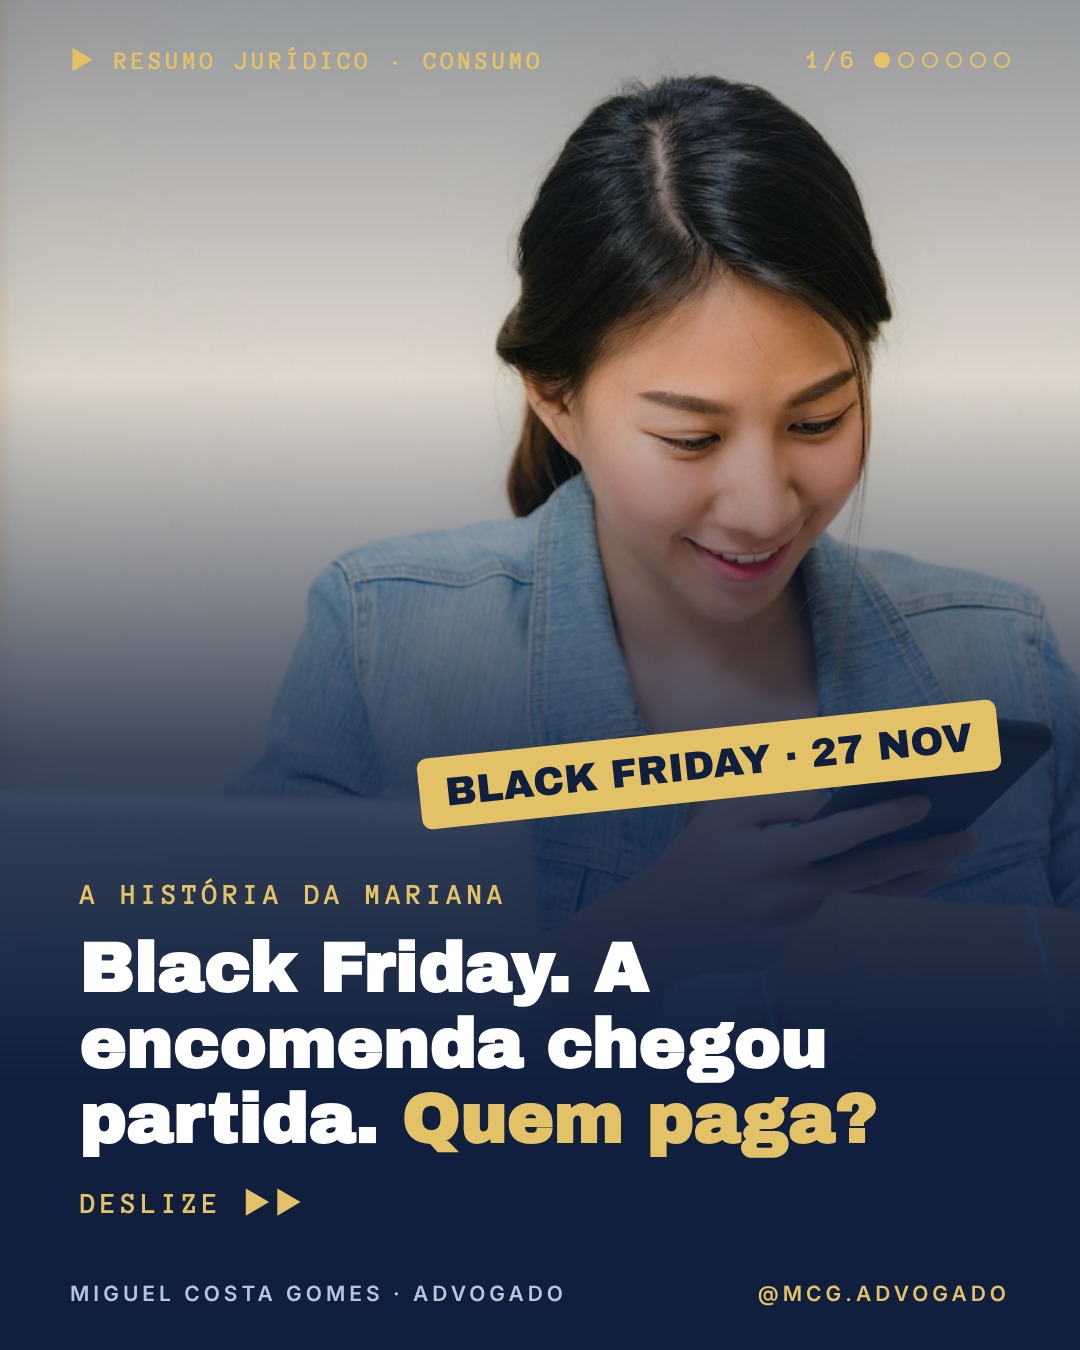 ▶ RESUMO JURÍDICO · CONSUMO
1/6
BLACK FRIDAY · 27 NOV
A HISTÓRIA DA MARIANA
Black Friday. A
encomenda chegou
partida. Quem paga?
DESLIZE ▶▶
MIGUEL COSTA GOMES · ADVOGADO
@MCG.ADVOGADO